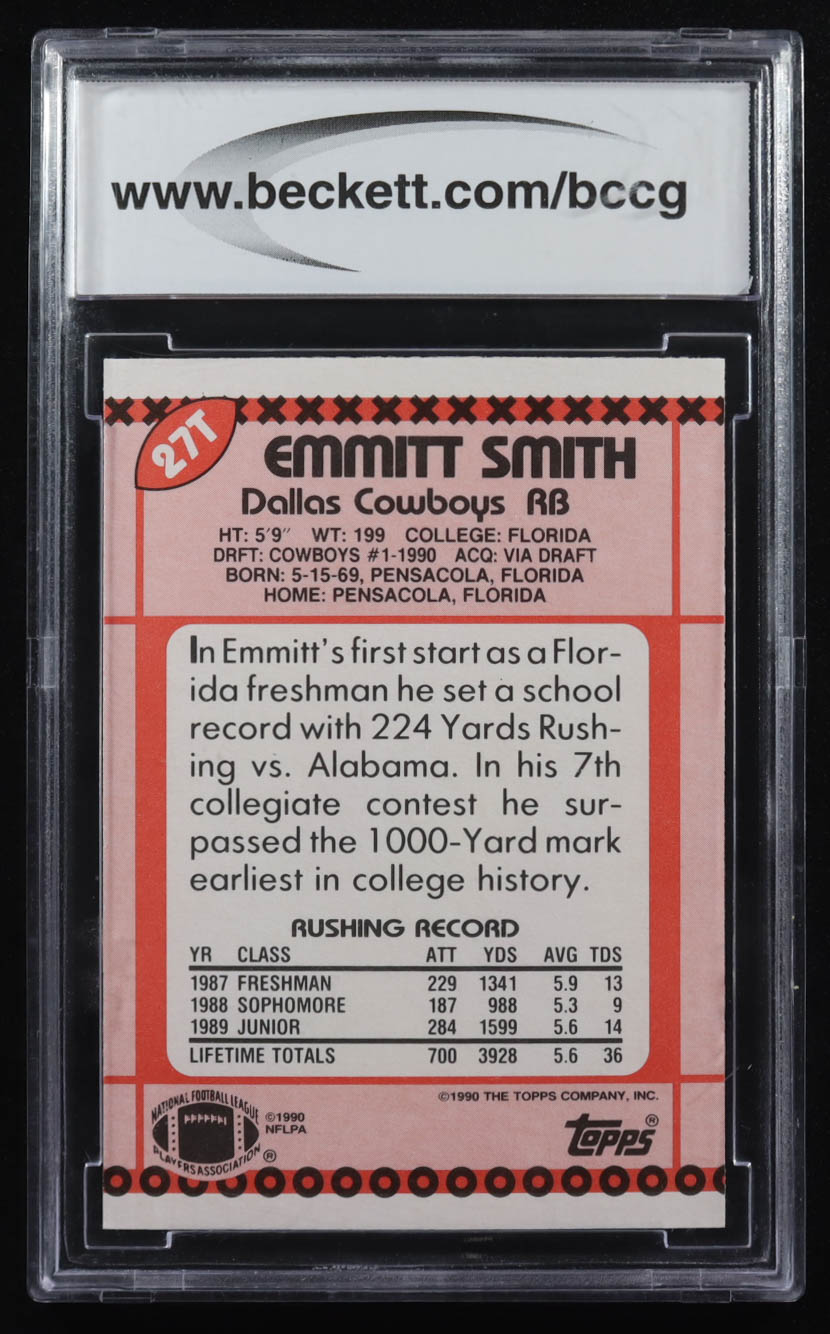 www.beckett.com/bccg
27T
EMMITT SMITH
Dallas Cowboys RB
HT: 5'9" WT: 199 COLLEGE: FLORIDA
DRFT: COWBOYS #1-1990 ACQ: VIA DRAFT
BORN: 5-15-69, PENSACOLA, FLORIDA
HOME: PENSACOLA, FLORIDA
In Emmitt's first start as a Flor-
ida freshman he set a school
record with 224 Yards Rush-
ing vs. Alabama. In his 7th
collegiate contest he sur-
passed the 1000-Yard mark
earliest in college history.
RUSHING RECORD
YR CLASS ATT YDS AVG TDS
1987 FRESHMAN 229 1341 5.9 13
1988 SOPHOMORE 187 988 5.3 9
1989 JUNIOR 284 1599 5.6 14
LIFETIME TOTALS 700 3928 5.6 36
©1990 THE TOPPS COMPANY, INC.
NATIONAL FOOTBALL LEAGUE
PLAYERS ASSOCIATION ®
©1990
NFLPA
topps ®